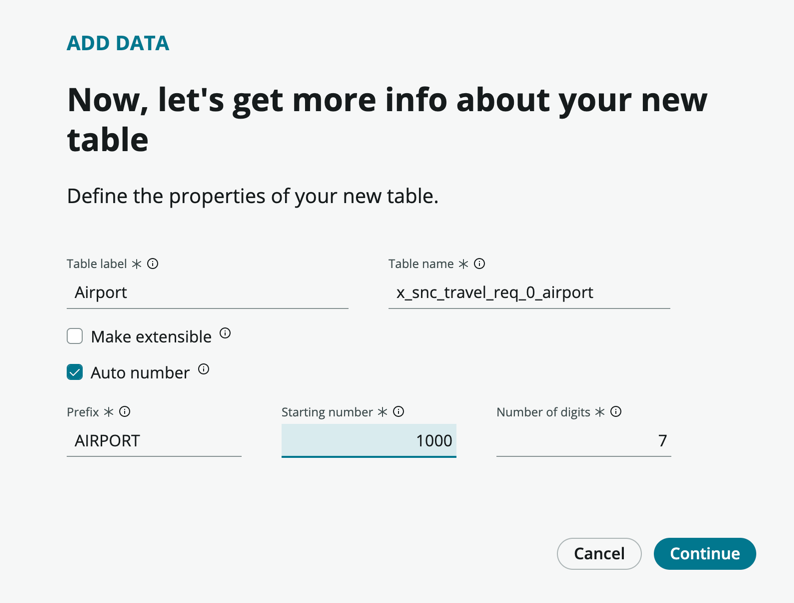 ADD DATA
Now, let's get more info about your new
table
Define the properties of your new table.
Table label * Table name *
Airport x_snc_travel_req_0_airport
Make extensible
Auto number
Prefix * Starting number * Number of digits *
AIRPORT 1000 7
Cancel Continue